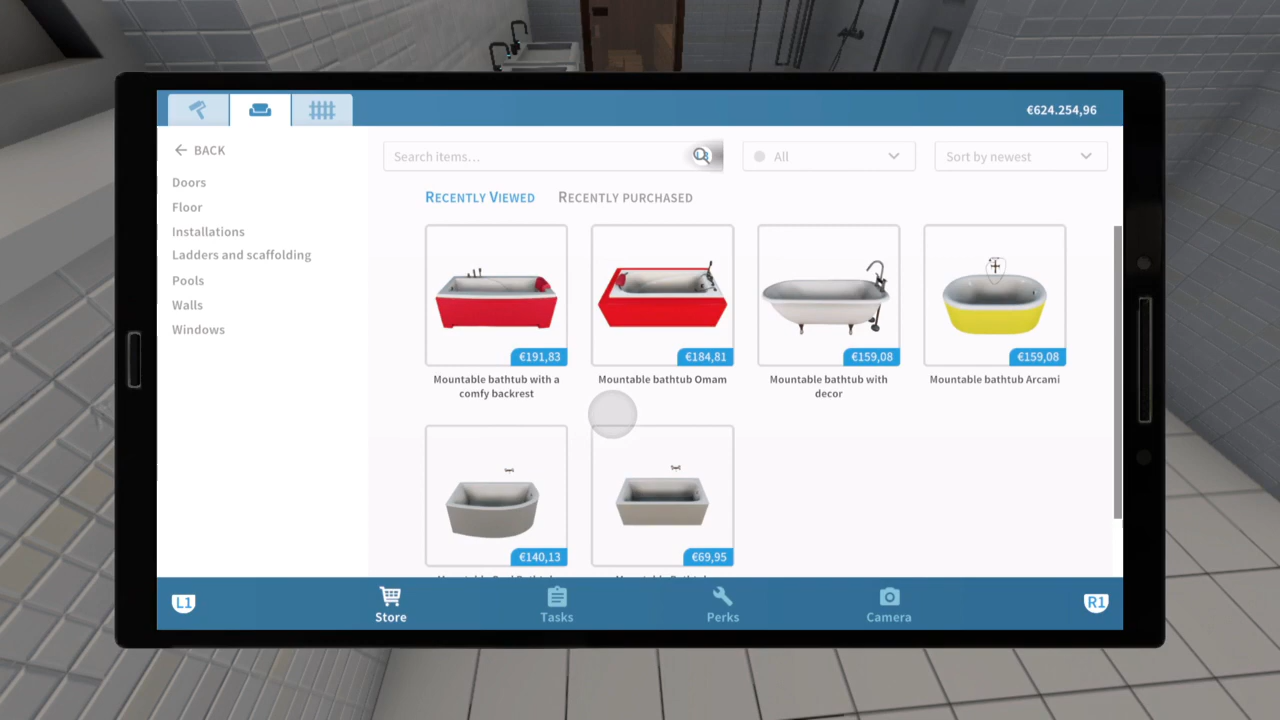 €624.254,96
BACK
Search items...
All
Sort by newest
Doors
Floor
Installations
Ladders and scaffolding
Pools
Walls
Windows
RECENTLY VIEWED
RECENTLY PURCHASED
€191,83
€184,81
€159,08
€159,08
Mountable bathtub with a
comfy backrest
Mountable bathtub Omam
Mountable bathtub with
decor
Mountable bathtub Arcami
€140,13
€69,95
L1
Store
Tasks
Perks
Camera
R1